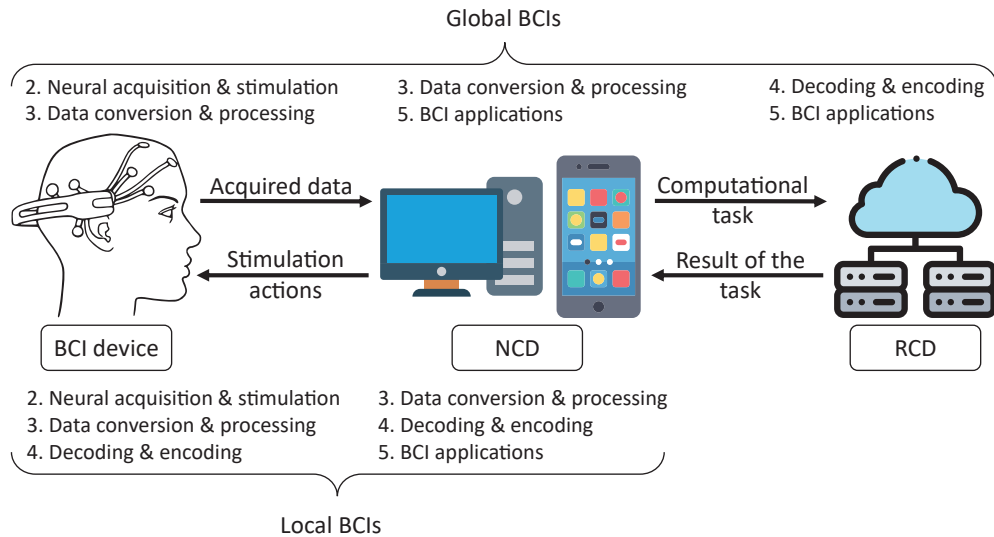 Global BCIs
2. Neural acquisition & stimulation
3. Data conversion & processing
3. Data conversion & processing
5. BCI applications
4. Decoding & encoding
5. BCI applications
Acquired data
Stimulation
actions
Computational
task
Result of the
task
BCI device
NCD
RCD
2. Neural acquisition & stimulation
3. Data conversion & processing
4. Decoding & encoding
3. Data conversion & processing
4. Decoding & encoding
5. BCI applications
Local BCIs